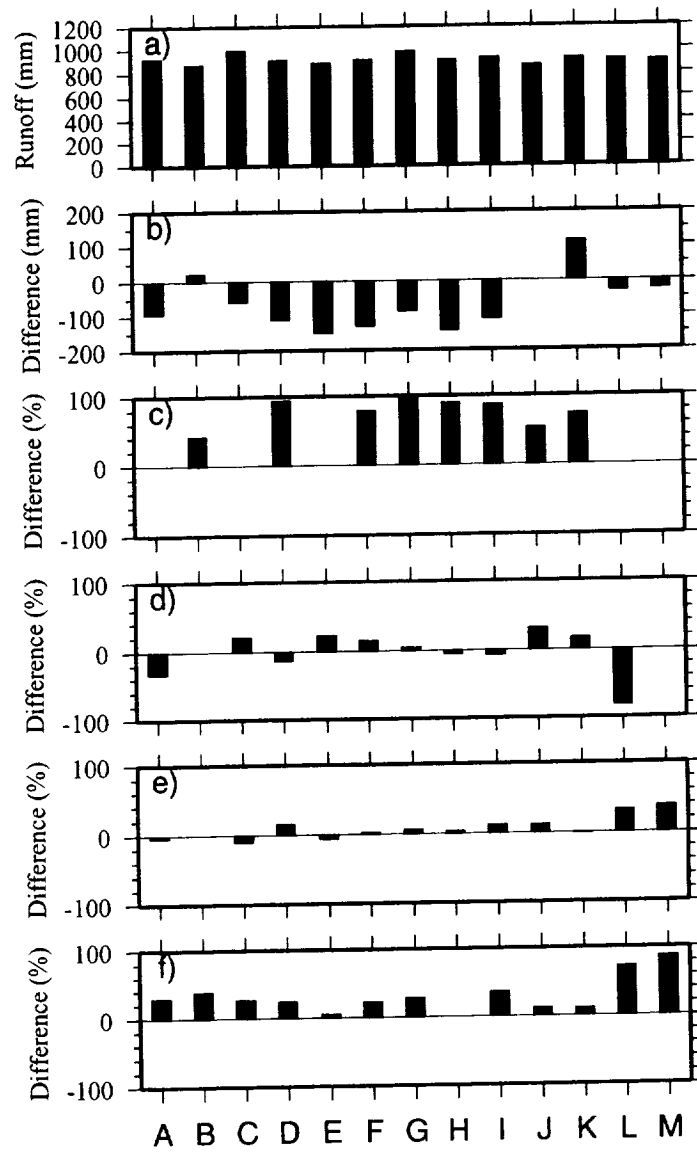 1200
1000
800
600
400
200
0
Runoff (mm)
a)
200
100
0
-100
-200
Difference (mm)
b)
100
0
-100
Difference (%)
c)
100
0
-100
Difference (%)
d)
100
0
-100
Difference (%)
e)
100
0
-100
Difference (%)
f)
A B C D E F G H I J K L M